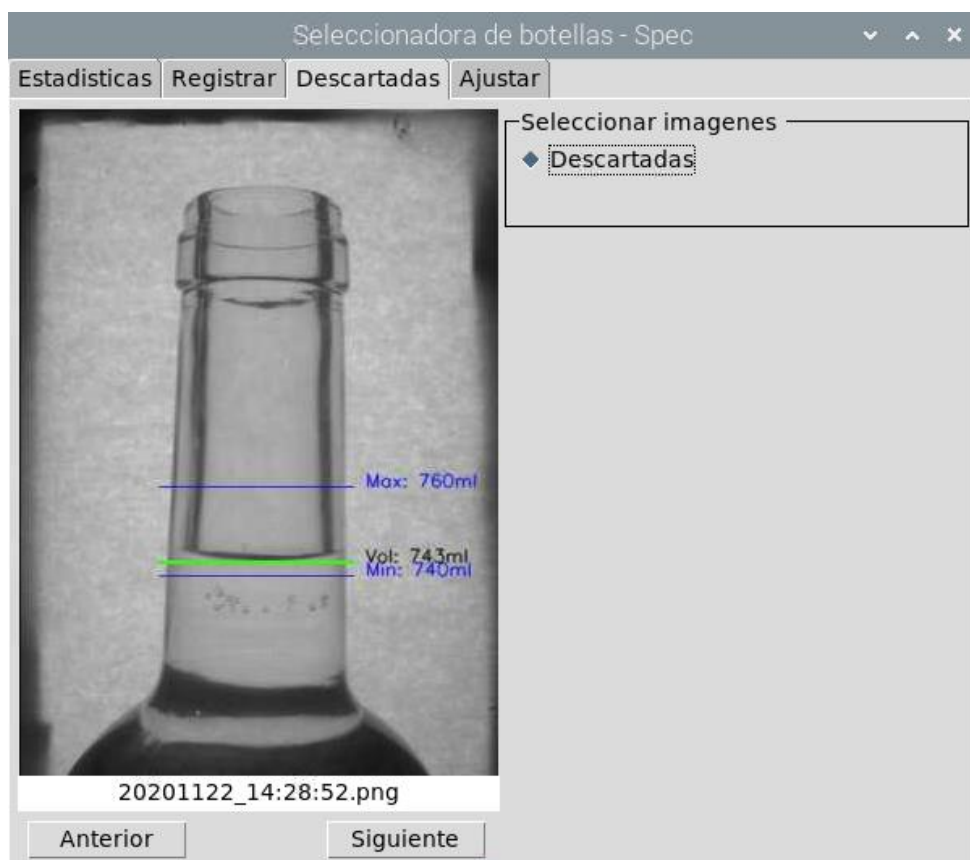 Seleccionadora de botellas - Spec
Estadisticas Registrar Descartadas Ajustar
Seleccionar imagenes
Descartadas
Max: 760ml
Vol: 743ml
Min: 740ml
20201122_14:28:52.png
Anterior Siguiente